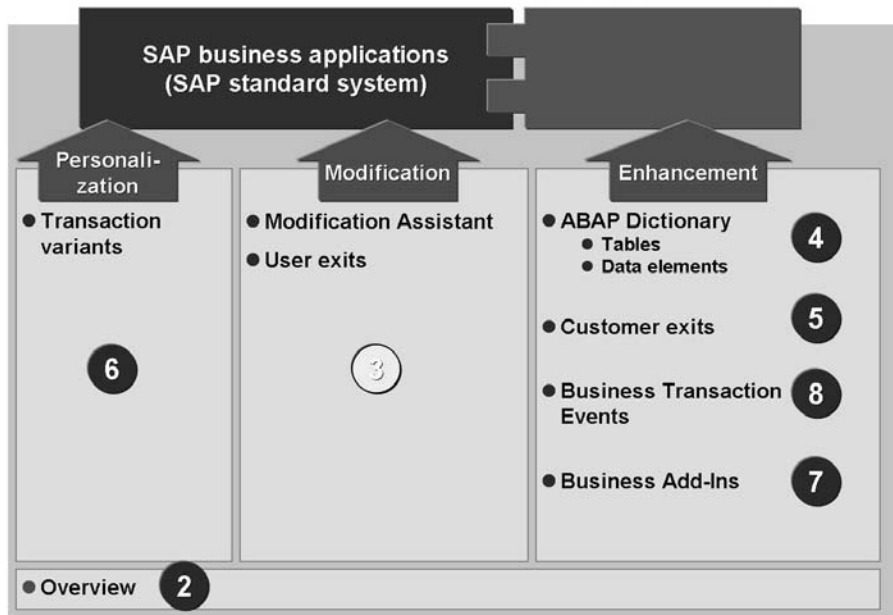 SAP business applications
(SAP standard system)
Personali-
zation
Modification
Enhancement
Transaction
variants
6
Modification Assistant
User exits
3
ABAP Dictionary
Tables
Data elements
4
Customer exits
5
Business Transaction
Events
8
Business Add-Ins
7
Overview
2